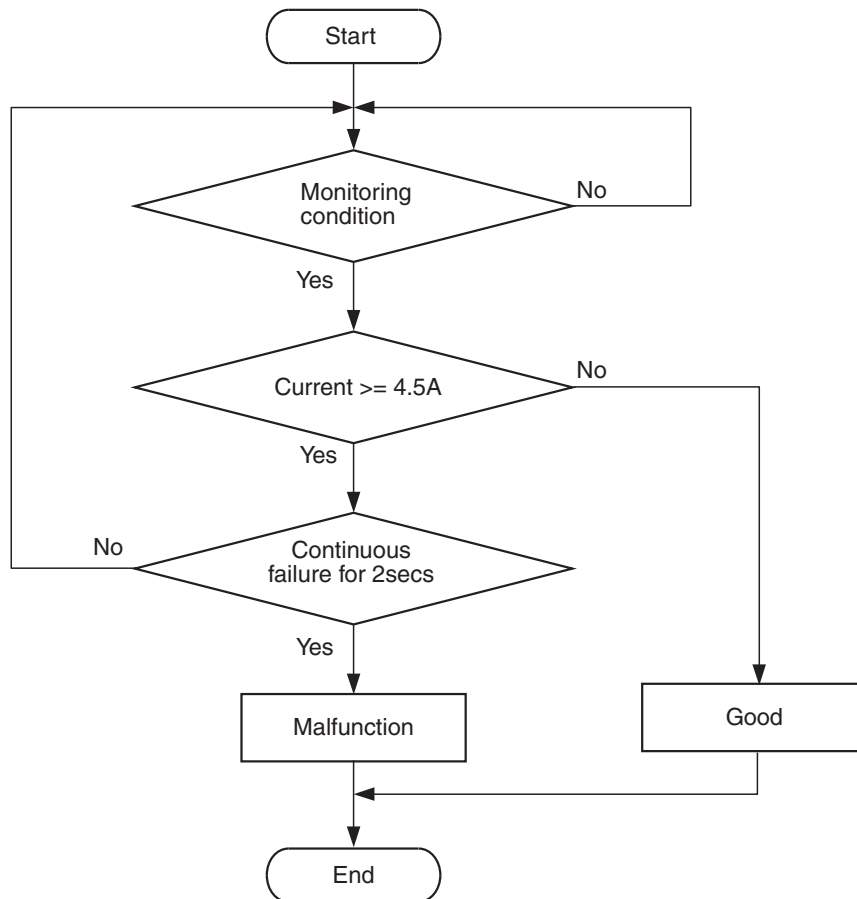 Start
Monitoring
condition
No
Yes
Current >= 4.5A
No
Yes
Continuous
failure for 2secs
No
Yes
Malfunction
Good
End